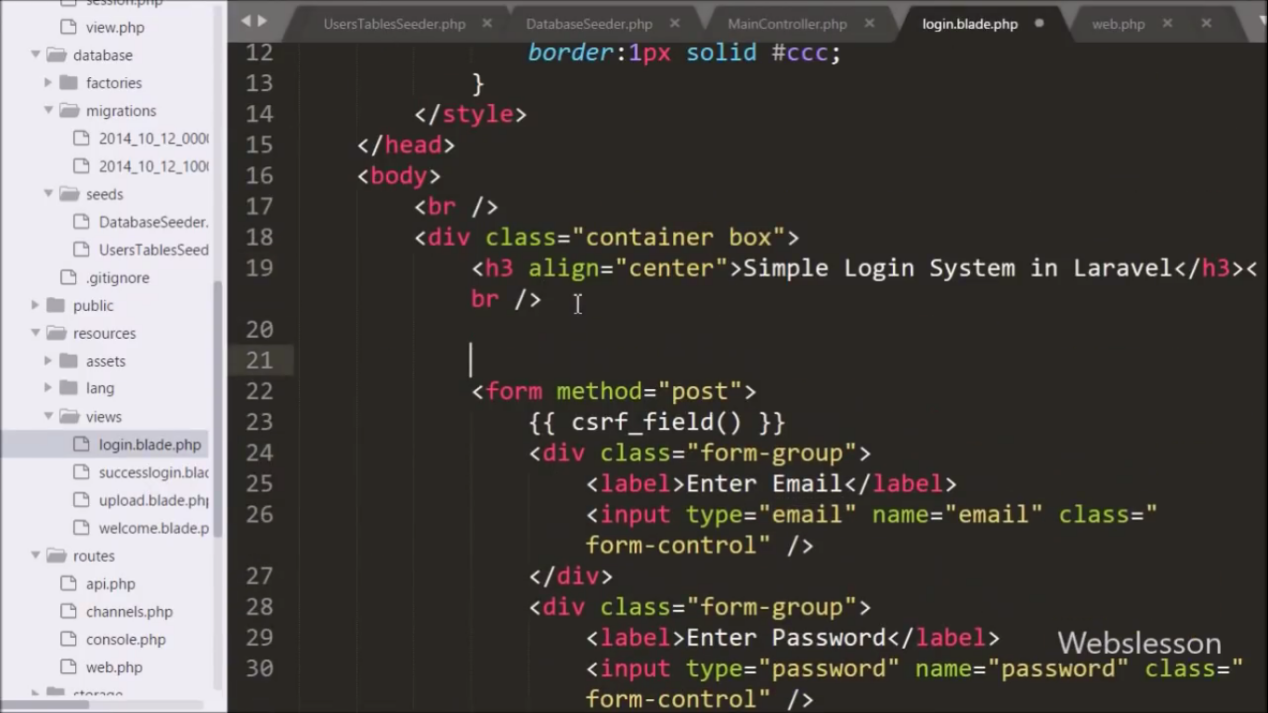 session.php
view.php
database
factories
migrations
2014_10_12_000
2014_10_12_100
seeds
DatabaseSeeder.
UsersTablesSeed
.gitignore
public
resources
assets
lang
views
login.blade.php
successlogin.blad
upload.blade.php
welcome.blade.p
routes
api.php
channels.php
console.php
web.php
storage
UsersTablesSeeder.php × DatabaseSeeder.php × MainController.php × login.blade.php web.php × ×
12 border:1px solid #ccc;
13 }
14 </style>
15 </head>
16 <body>
17 <br />
18 <div class="container box">
19 <h3 align="center">Simple Login System in Laravel</h3><
br />
20
21
22 <form method="post">
23 {{ csrf_field() }}
24 <div class="form-group">
25 <label>Enter Email</label>
26 <input type="email" name="email" class="
form-control" />
27 </div>
28 <div class="form-group">
29 <label>Enter Password</label>
30 <input type="password" name="password" class="
form-control" />
Webslesson